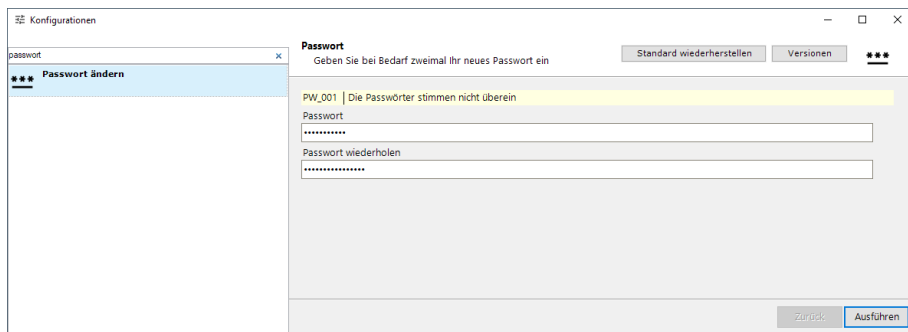 Konfigurationen
passwort
Passwort ändern
Passwort
Geben Sie bei Bedarf zweimal Ihr neues Passwort ein
Standard wiederherstellen
Versionen
PW_001 | Die Passwörter stimmen nicht überein
Passwort
•••••••••••
Passwort wiederholen
••••••••••••••••
Zurück
Ausführen